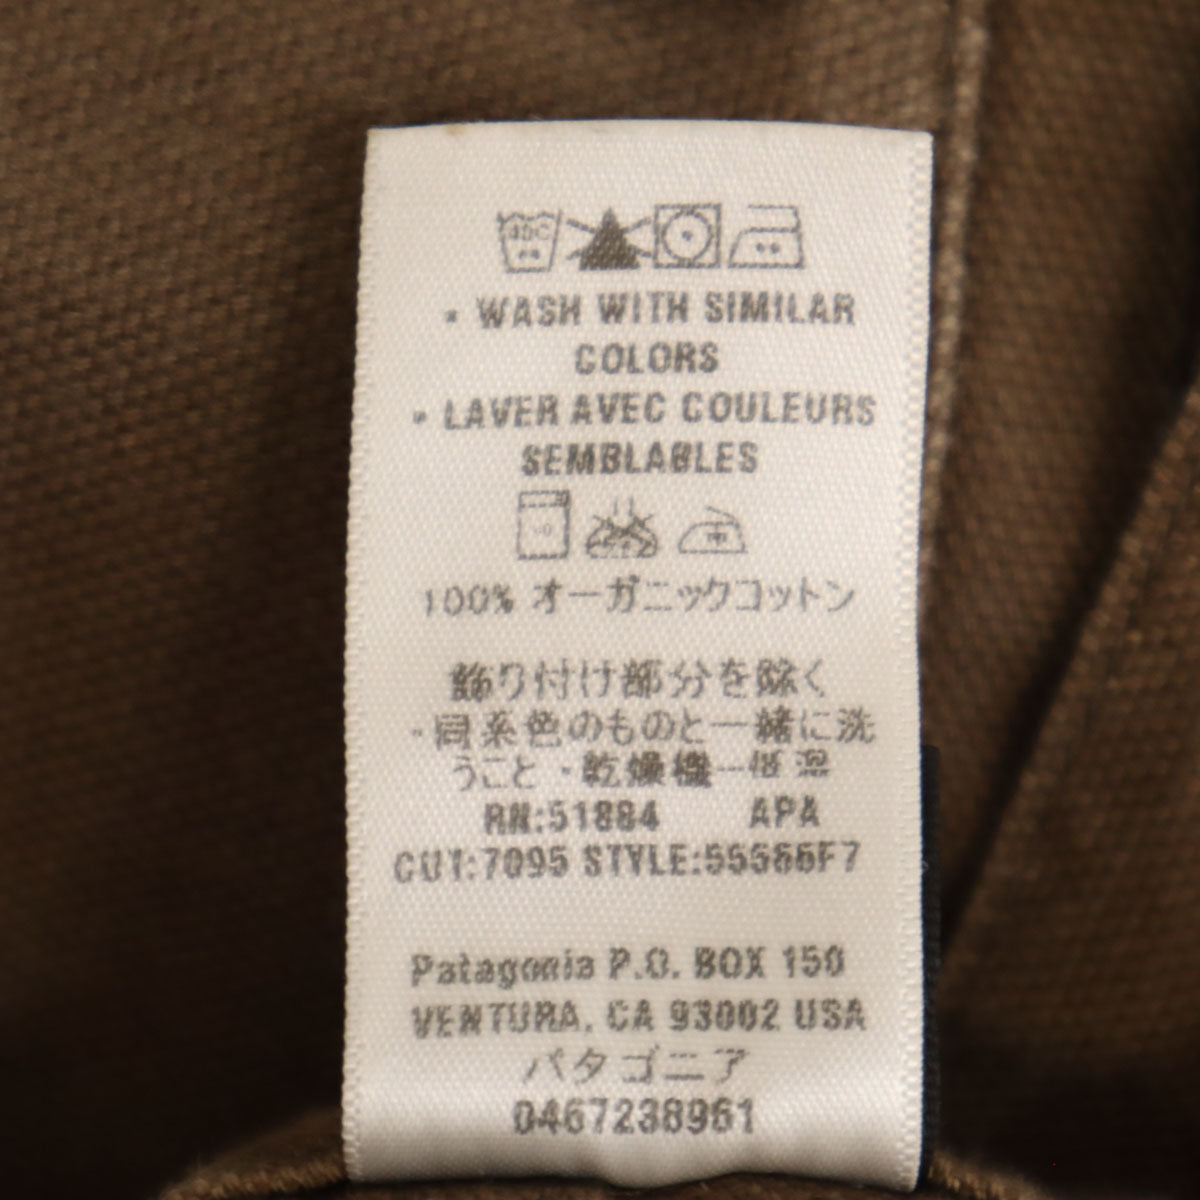 40C
• WASH WITH SIMILAR
COLORS
• LAVER AVEC COULEURS
SEMBLABLES
100% オーガニックコットン
飾り付け部分を除く
・同系色のものと一緒に洗
うこと・乾燥機―低温
RN:51884 APA
CUT:7095 STYLE:55566F7
Patagonia P.O. BOX 150
VENTURA, CA 93002 USA
パタゴニア
0467238961